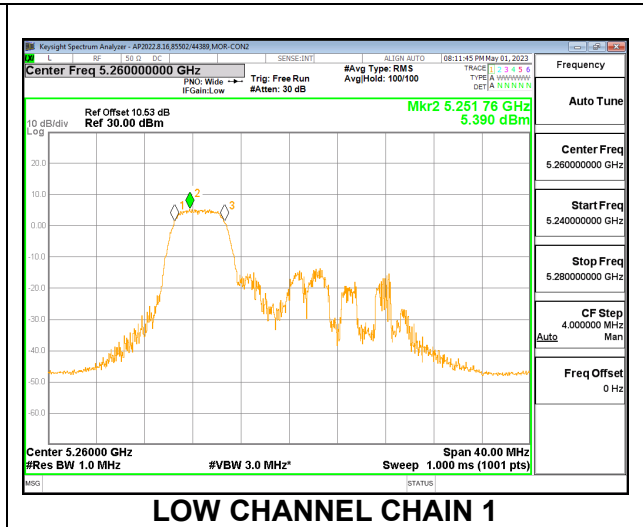 Keysight Spectrum Analyzer - AP2022.8.16,85502/44389,MOR-CON2
L RF 50 Ω DC SENSE:INT ALIGN AUTO 08:11:45 PM May 01, 2023
Center Freq 5.260000000 GHz
PNO: Wide
IFGain:Low
Trig: Free Run
#Atten: 30 dB
#Avg Type: RMS
Avg|Hold: 100/100
TRACE 1 2 3 4 5 6
TYPE A WWWWW
DET A N N N N N
Frequency
Auto Tune
Center Freq
5.260000000 GHz
Start Freq
5.240000000 GHz
Stop Freq
5.280000000 GHz
CF Step
4.000000 MHz
Auto Man
Freq Offset
0 Hz
Mkr2 5.251 76 GHz
5.390 dBm
Ref Offset 10.53 dB
10 dB/div Ref 30.00 dBm
Log
20.0
10.0
0.00
-10.0
-20.0
-30.0
-40.0
-50.0
-60.0
1
2
3
Center 5.26000 GHz Span 40.00 MHz
#Res BW 1.0 MHz #VBW 3.0 MHz* Sweep 1.000 ms (1001 pts)
MSG STATUS
LOW CHANNEL CHAIN 1